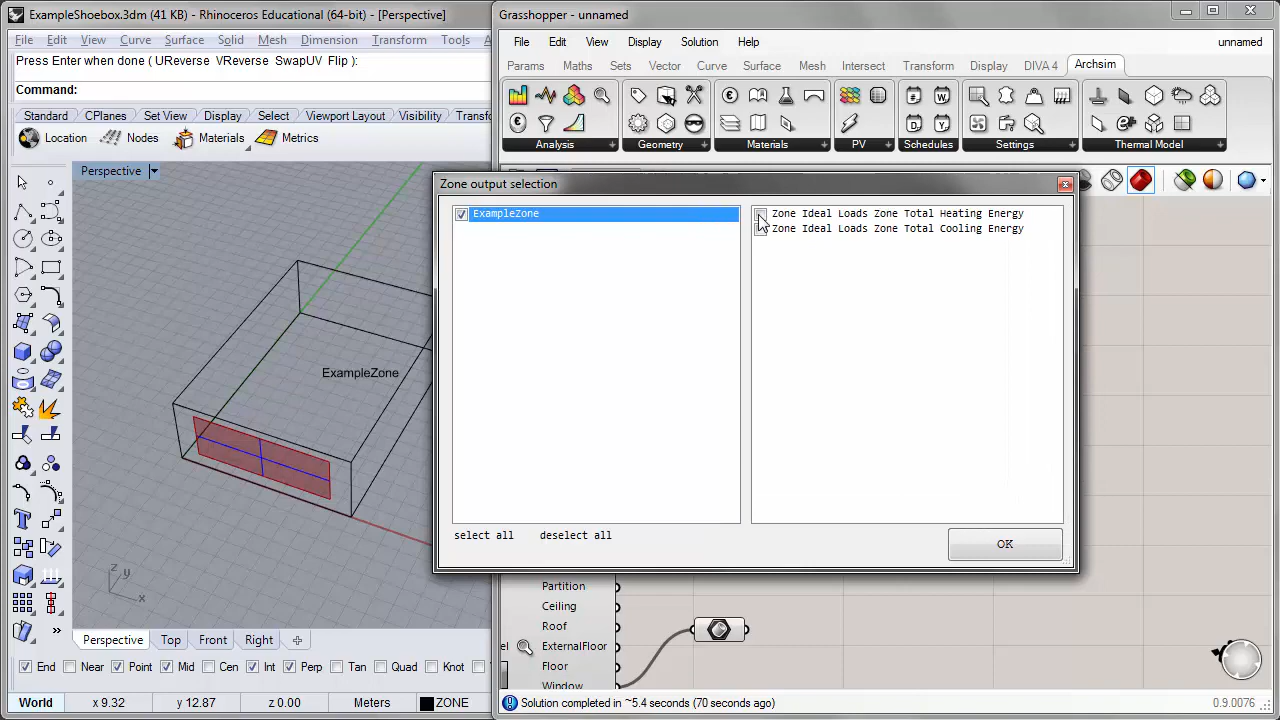 ExampleShoebox.3dm (41 KB) - Rhinoceros Educational (64-bit) - [Perspective]
File Edit View Curve Surface Solid Mesh Dimension Transform Tools
Press Enter when done ( UReverse VReverse SwapUV Flip ):
Command:
Standard CPlanes Set View Display Select Viewport Layout Visibility Transfo
Location Nodes Materials Metrics
Perspective
ExampleZone
z y x
Perspective Top Front Right
End Near Point Mid Cen Int Perp Tan Quad Knot
World x 9.32 y 12.87 z 0.00 Meters ZONE
Grasshopper - unnamed
File Edit View Display Solution Help unnamed
Params Maths Sets Vector Curve Surface Mesh Intersect Transform Display DIVA 4 Archsim
Analysis Geometry Materials PV Schedules Settings Thermal Model
Zone output selection
ExampleZone
Zone Ideal Loads Zone Total Heating Energy
Zone Ideal Loads Zone Total Cooling Energy
select all deselect all
OK
Partition
Ceiling
Roof
ExternalFloor
Floor
Window
Solution completed in ~5.4 seconds (70 seconds ago) 0.9.0076